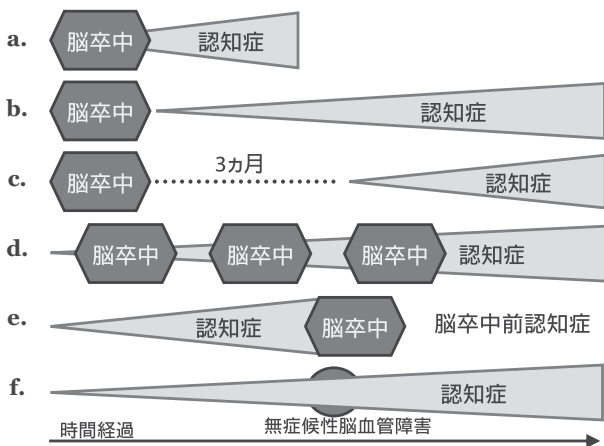 a. 脳卒中 認知症
b. 脳卒中 認知症
c. 脳卒中 3ヵ月 認知症
d. 脳卒中 脳卒中 脳卒中 認知症
e. 認知症 脳卒中 脳卒中前認知症
f. 認知症
無症候性脳血管障害
時間経過